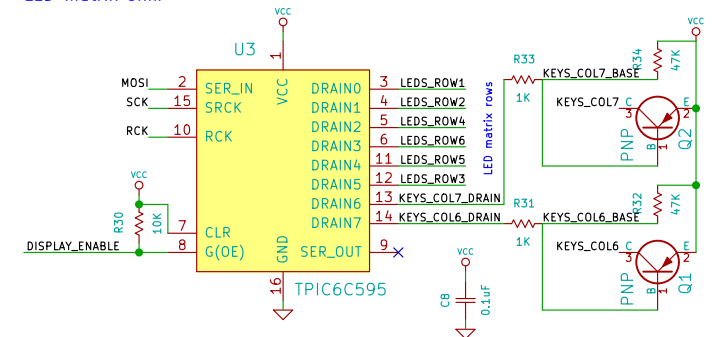 VCC
U3
1
VCC
MOSI 2 SER_IN
SCK 15 SRCK
RCK 10 RCK
DRAIN0 3 LEDS_ROW1
DRAIN1 4 LEDS_ROW2
DRAIN2 5 LEDS_ROW4
DRAIN3 6 LEDS_ROW6
DRAIN4 11 LEDS_ROW5
DRAIN5 12 LEDS_ROW3
DRAIN6 13 KEYS_COL7_DRAIN
DRAIN7 14 KEYS_COL6_DRAIN
LED matrix rows
VCC
R30
10K
7 CLR
DISPLAY_ENABLE 8 G(OE)
GND
SER_OUT 9
16
TPIC6C595
VCC
C8
0.1uF
VCC
R33
1K
KEYS_COL7_BASE
R34
47K
KEYS_COL7
C
3
E
2
B
1
PNP
Q2
R31
1K
KEYS_COL6_BASE
R32
47K
KEYS_COL6
C
3
E
2
B
1
PNP
Q1